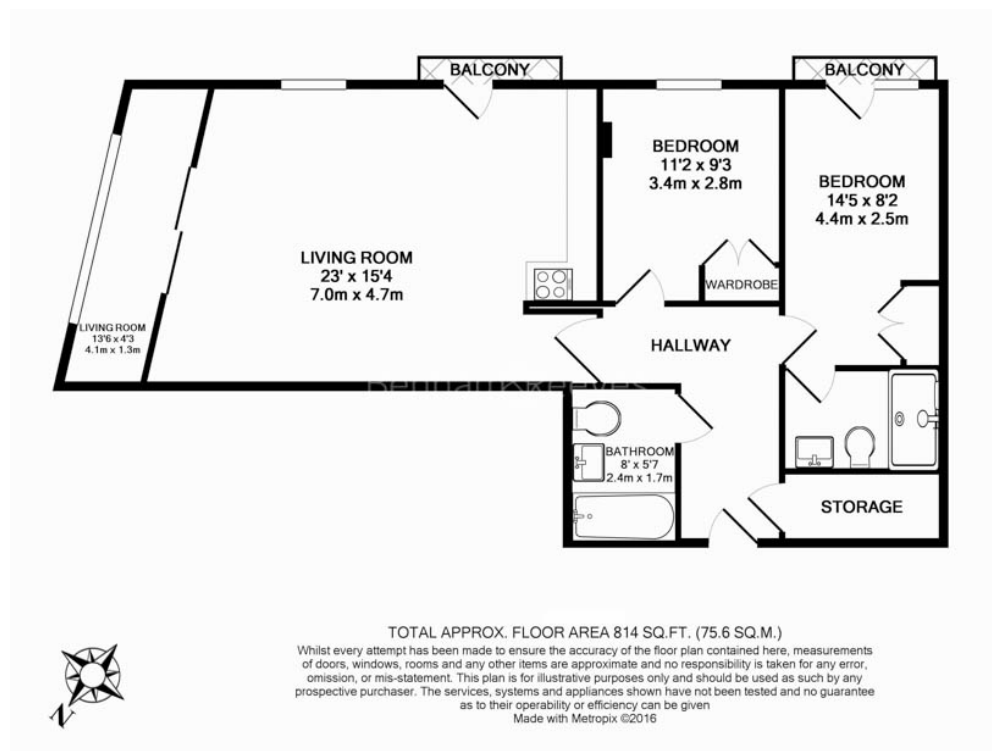 BALCONY
BALCONY
BEDROOM
11'2 x 9'3
3.4m x 2.8m
BEDROOM
14'5 x 8'2
4.4m x 2.5m
LIVING ROOM
23' x 15'4
7.0m x 4.7m
WARDROBE
LIVING ROOM
13'6 x 4'3
4.1m x 1.3m
HALLWAY
BATHROOM
8' x 5'7
2.4m x 1.7m
STORAGE
N
TOTAL APPROX. FLOOR AREA 814 SQ.FT. (75.6 SQ.M.)
Whilst every attempt has been made to ensure the accuracy of the floor plan contained here, measurements
of doors, windows, rooms and any other items are approximate and no responsibility is taken for any error,
omission, or mis-statement. This plan is for illustrative purposes only and should be used as such by any
prospective purchaser. The services, systems and appliances shown have not been tested and no guarantee
as to their operability or efficiency can be given
Made with Metropix ©2016